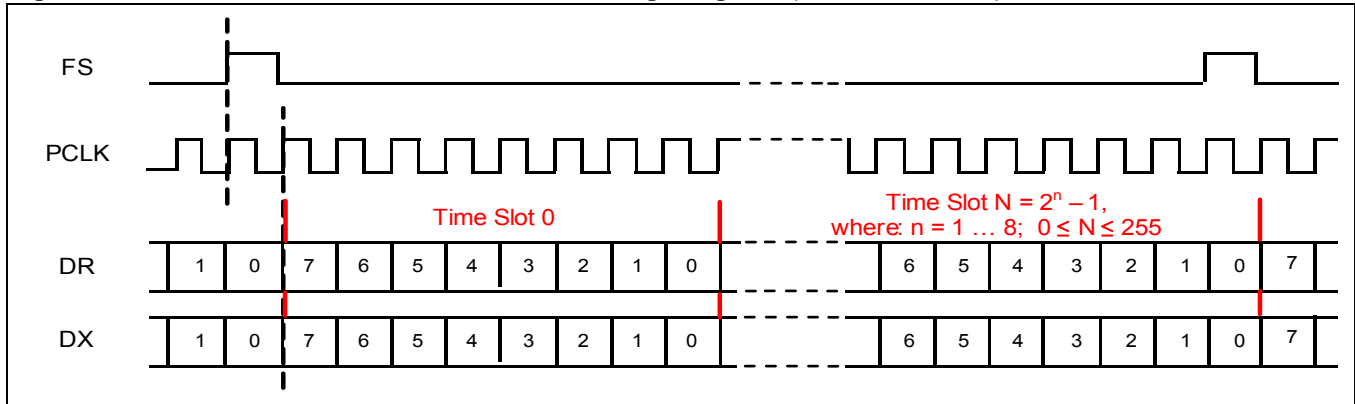 FS
PCLK
Time Slot 0
Time Slot N = 2ⁿ – 1,
where: n = 1 … 8; 0 ≤ N ≤ 255
DR 1 0 7 6 5 4 3 2 1 0 6 5 4 3 2 1 0 7
DX 1 0 7 6 5 4 3 2 1 0 6 5 4 3 2 1 0 7